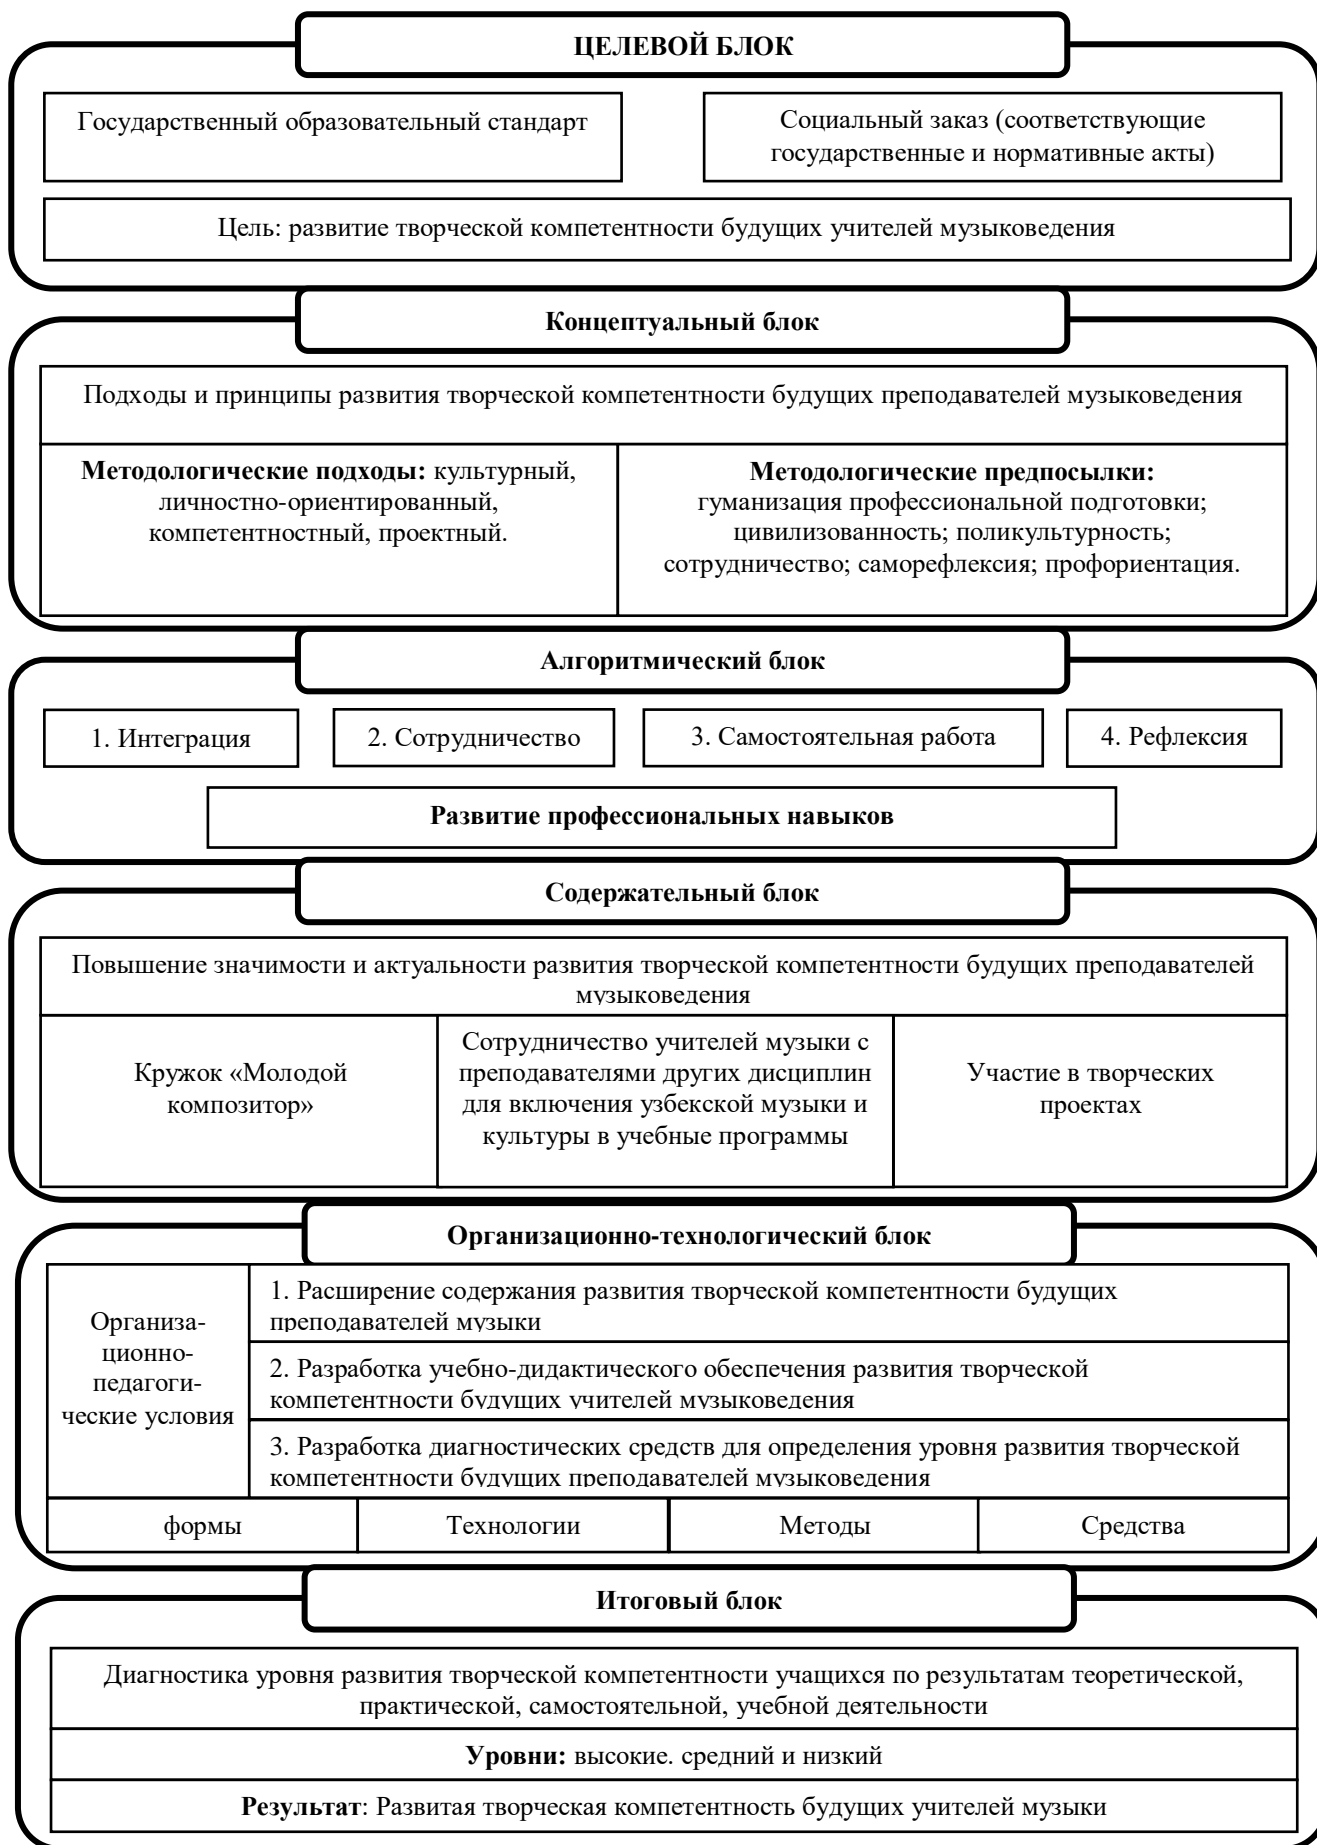 ЦЕЛЕВОЙ БЛОК
Государственный образовательный стандарт
Социальный заказ (соответствующие
государственные и нормативные акты)
Цель: развитие творческой компетентности будущих учителей музыковедения
Концептуальный блок
Подходы и принципы развития творческой компетентности будущих преподавателей музыковедения
Методологические подходы: культурный,
личностно-ориентированный,
компетентностный, проектный.
Методологические предпосылки:
гуманизация профессиональной подготовки;
цивилизованность; поликультурность;
сотрудничество; саморефлексия; профориентация.
Алгоритмический блок
1. Интеграция
2. Сотрудничество
3. Самостоятельная работа
4. Рефлексия
Развитие профессиональных навыков
Содержательный блок
Повышение значимости и актуальности развития творческой компетентности будущих преподавателей
музыковедения
Кружок «Молодой
композитор»
Сотрудничество учителей музыки с
преподавателями других дисциплин
для включения узбекской музыки и
культуры в учебные программы
Участие в творческих
проектах
Организационно-технологический блок
Организа-
ционно-
педагоги-
ческие условия
1. Расширение содержания развития творческой компетентности будущих
преподавателей музыки
2. Разработка учебно-дидактического обеспечения развития творческой
компетентности будущих учителей музыковедения
3. Разработка диагностических средств для определения уровня развития творческой
компетентности будущих преподавателей музыковедения
формы
Технологии
Методы
Средства
Итоговый блок
Диагностика уровня развития творческой компетентности учащихся по результатам теоретической,
практической, самостоятельной, учебной деятельности
Уровни: высокие. средний и низкий
Результат: Развитая творческая компетентность будущих учителей музыки